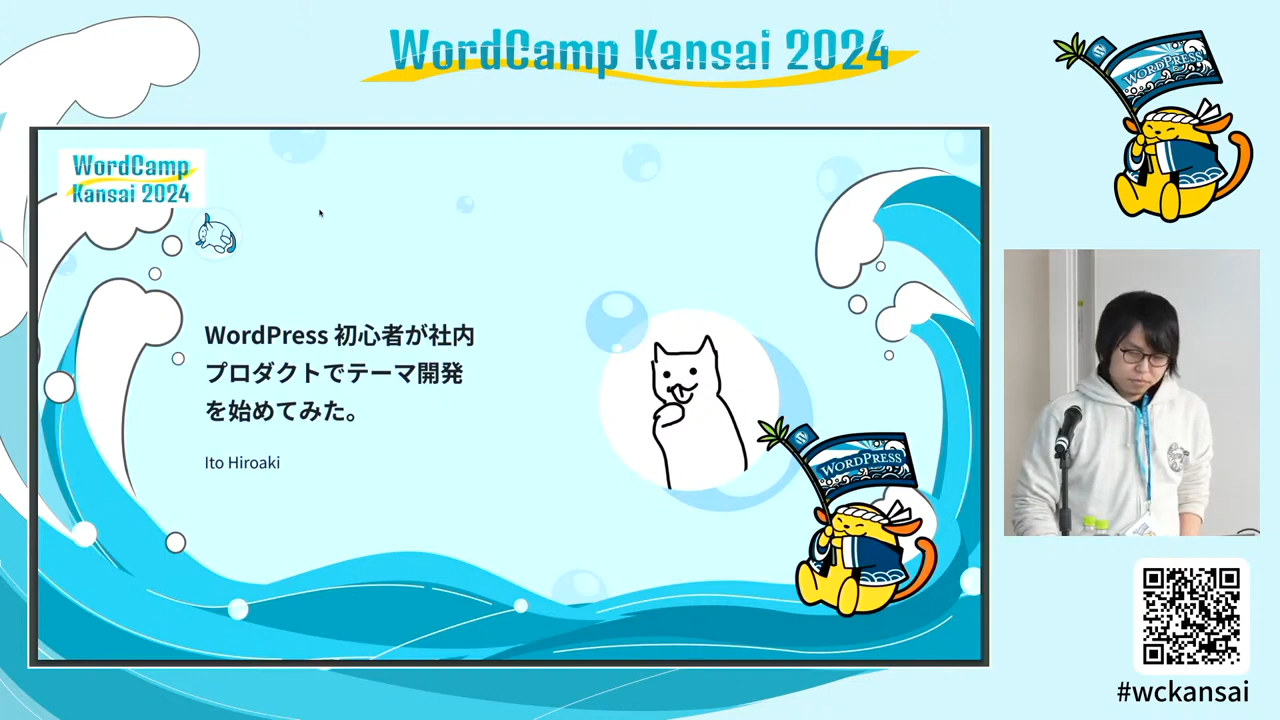 WordCamp Kansai 2024
WORDPRESS
WordCamp
Kansai 2024
WordPress 初心者が社内
プロダクトでテーマ開発
を始めてみた。
Ito Hiroaki
WORDPRESS
#wckansai